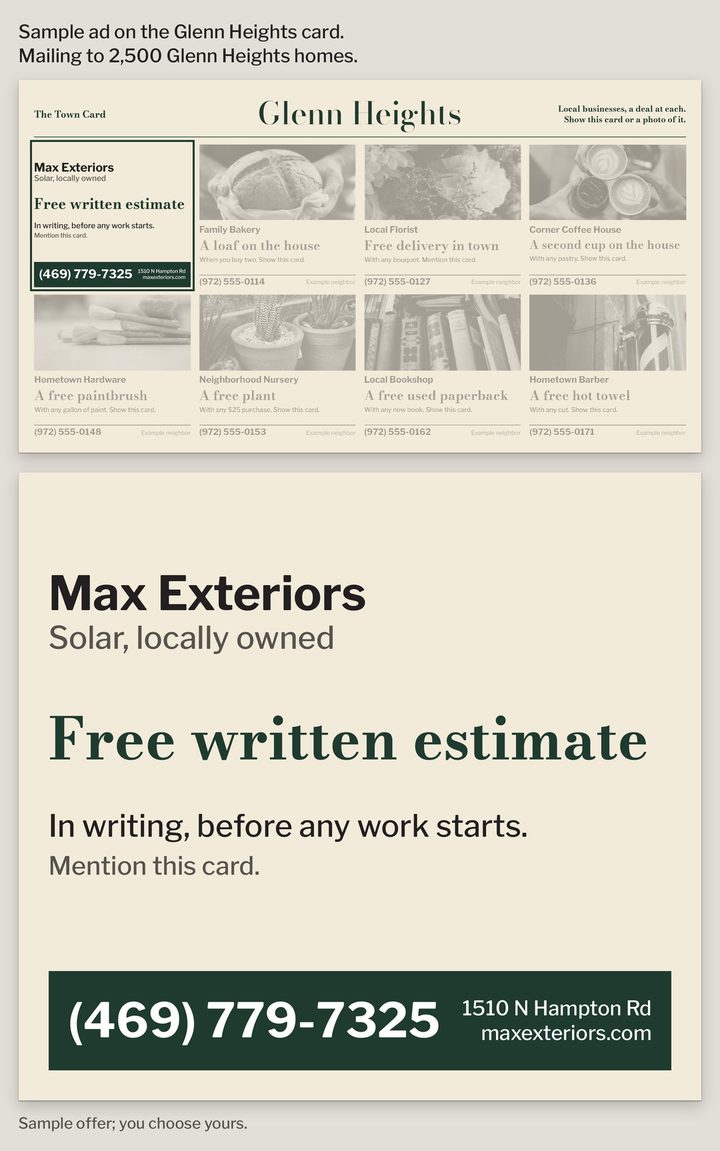 Sample ad on the Glenn Heights card.
Mailing to 2,500 Glenn Heights homes.
The Town Card
Glenn Heights
Local businesses, a deal at each.
Show this card or a photo of it.
Max Exteriors
Solar, locally owned
Free written estimate
In writing, before any work starts.
Mention this card.
(469) 779-7325
1510 N Hampton Rd
maxexteriors.com
Family Bakery
A loaf on the house
When you buy two. Show this card.
(972) 555-0114
Example neighbor
Local Florist
Free delivery in town
With any bouquet. Mention this card.
(972) 555-0127
Example neighbor
Corner Coffee House
A second cup on the house
With any pastry. Show this card.
(972) 555-0136
Example neighbor
Hometown Hardware
A free paintbrush
With any gallon of paint. Show this card.
(972) 555-0148
Example neighbor
Neighborhood Nursery
A free plant
With any $25 purchase. Show this card.
(972) 555-0153
Example neighbor
Local Bookshop
A free used paperback
With any new book. Show this card.
(972) 555-0162
Example neighbor
Hometown Barber
A free hot towel
With any cut. Show this card.
(972) 555-0171
Example neighbor
Max Exteriors
Solar, locally owned
Free written estimate
In writing, before any work starts.
Mention this card.
(469) 779-7325
1510 N Hampton Rd
maxexteriors.com
Sample offer; you choose yours.